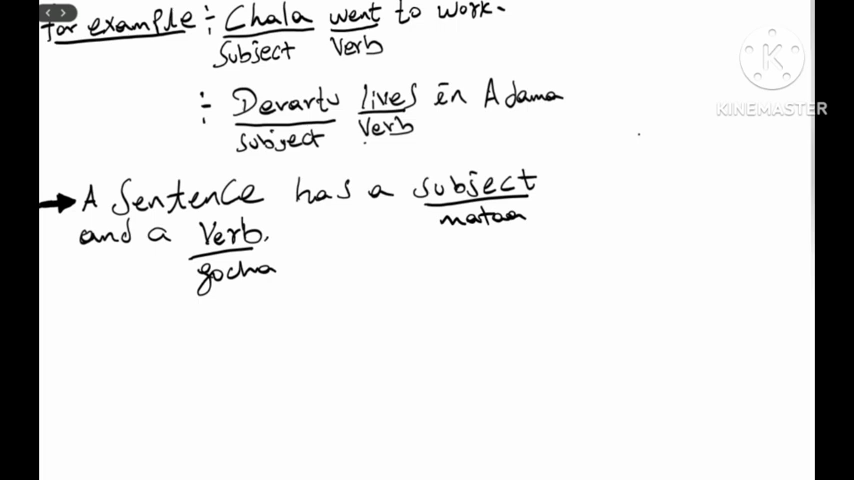 for example ÷ Chala went to work.
Subject Verb
÷ Derartu lives in Adama
subject Verb
→ A Sentence has a subject
mataa
and a Verb.
gocha
KINEMASTER